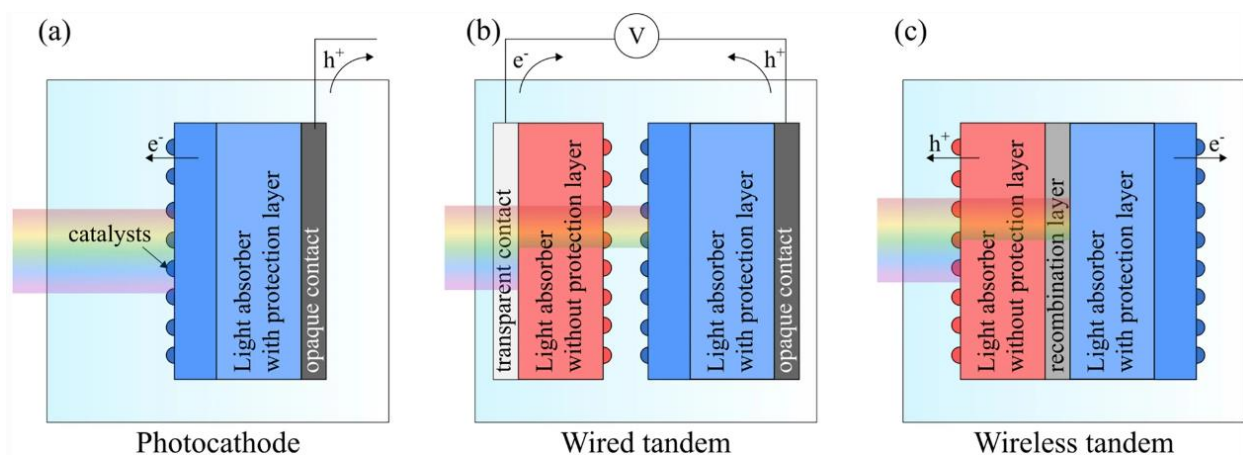 (a)
h⁺
e⁻
catalysts
Light absorber
with protection layer
opaque contact
Photocathode
(b)
V
e⁻
h⁺
transparent contact
Light absorber
without protection layer
Light absorber
with protection layer
opaque contact
Wired tandem
(c)
h⁺
e⁻
Light absorber
without protection layer
recombination layer
Light absorber
with protection layer
Wireless tandem